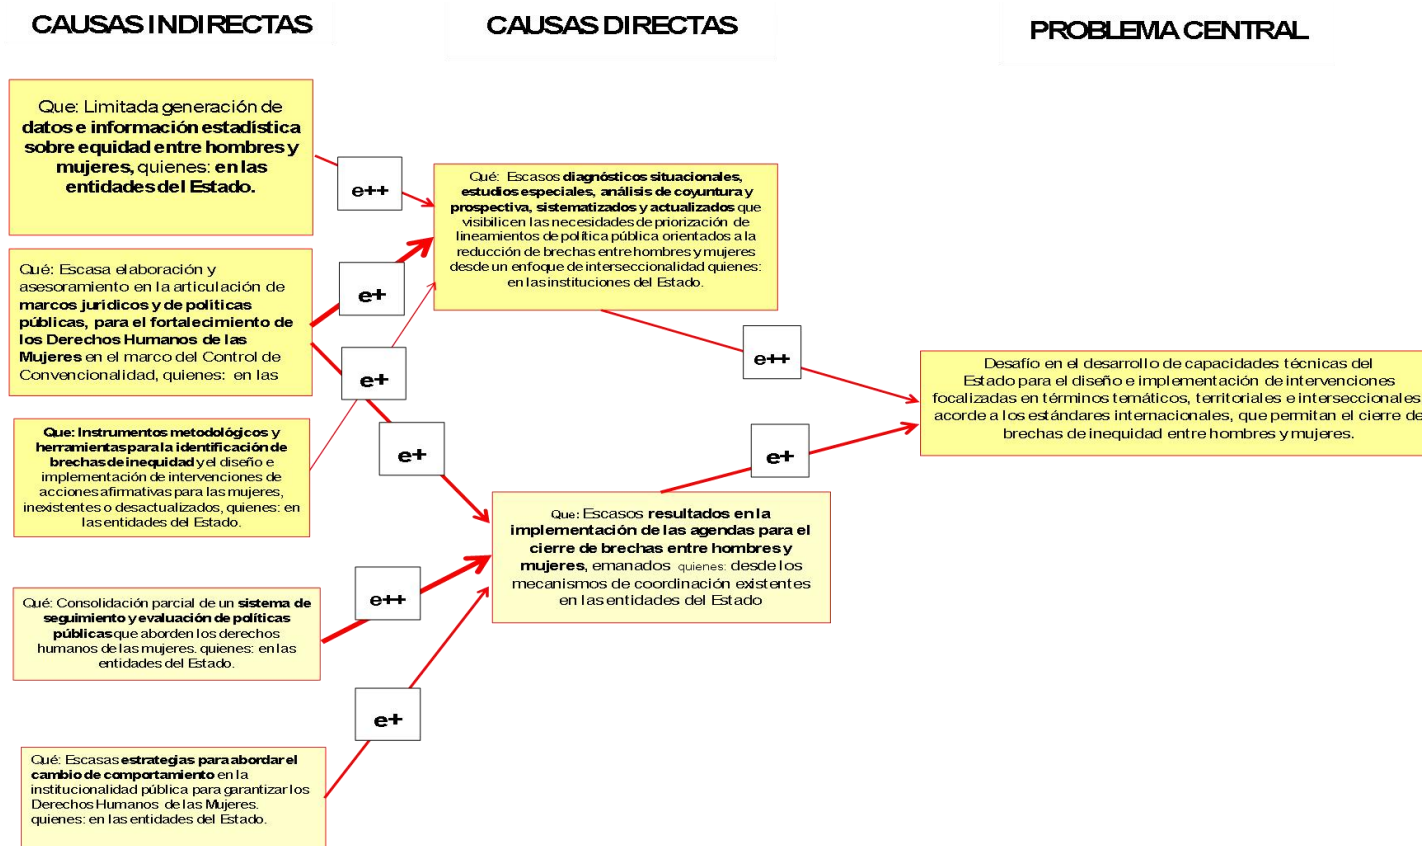 CAUSAS INDIRECTAS
CAUSAS DIRECTAS
PROBLEMA CENTRAL
Que: Limitada generación de
datos e información estadística
sobre equidad entre hombres y
mujeres, quienes: en las
entidades del Estado.
e++
Qué: Escasos diagnósticos situacionales,
estudios especiales, análisis de coyuntura y
prospectiva, sistematizados y actualizados que
visibilicen las necesidades de priorización de
lineamientos de política pública orientados a la
reducción de brechas entre hombres y mujeres
desde un enfoque de interseccionalidad quienes:
en las instituciones del Estado.
Qué: Escasa elaboración y
asesoramiento en la articulación de
marcos jurídicos y de políticas
públicas, para el fortalecimiento de
los Derechos Humanos de las
Mujeres en el marco del Control de
Convencionalidad, quienes: en las
e+
e+
e++
Desafío en el desarrollo de capacidades técnicas del
Estado para el diseño e implementación de intervenciones
focalizadas en términos temáticos, territoriales e interseccionales
acorde a los estándares internacionales, que permitan el cierre de
brechas de inequidad entre hombres y mujeres.
Que: Instrumentos metodológicos y
herramientas para la identificación de
brechas de inequidad y el diseño e
implementación de intervenciones de
acciones afirmativas para las mujeres,
inexistentes o desactualizados, quienes: en
las entidades del Estado.
e+
e+
Que: Escasos resultados en la
implementación de las agendas para el
cierre de brechas entre hombres y
mujeres, emanados quienes: desde los
mecanismos de coordinación existentes
en las entidades del Estado
Qué: Consolidación parcial de un sistema de
seguimiento y evaluación de políticas
públicas que aborden los derechos
humanos de las mujeres. quienes: en las
entidades del Estado.
e++
e+
Qué: Escasas estrategias para abordar el
cambio de comportamiento en la
institucionalidad pública para garantizar los
Derechos Humanos de las Mujeres.
quienes: en las entidades del Estado.